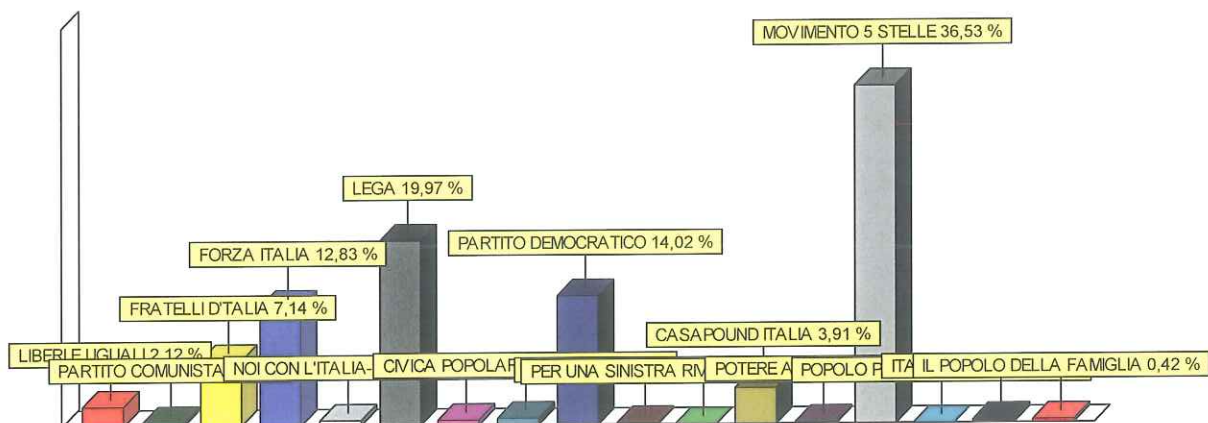 MOVIMENTO 5 STELLE 36,53 %
LEGA 19,97 %
PARTITO DEMOCRATICO 14,02 %
FORZA ITALIA 12,83 %
FRATELLI D'TALIA 7,14 %
CASAPOUND ITALIA 3,91 %
LIBERI E UGUALI 2,12 %
PARTITO COMUNISTA
NOI CON L'ITALIA-
CIVICA POPOLAR
PER UNA SINISTRA RIV
POTERE A
POPOLO P
ITA
IL POPOLO DELLA FAMIGLIA 0,42 %